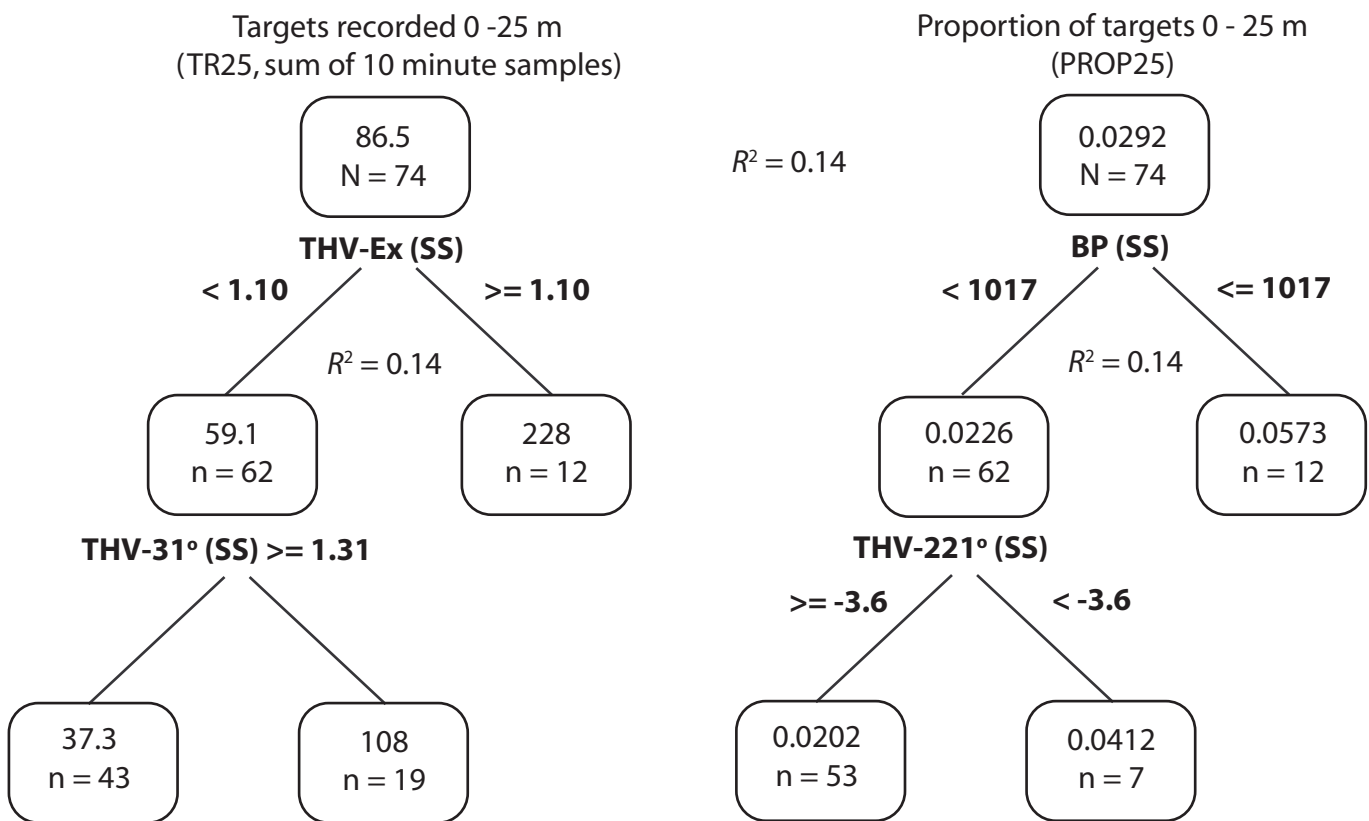 Targets recorded 0 -25 m
(TR25, sum of 10 minute samples)
86.5
N = 74
THV-Ex (SS)
< 1.10
>= 1.10
R² = 0.14
59.1
n = 62
228
n = 12
THV-31º (SS) >= 1.31
37.3
n = 43
108
n = 19
Proportion of targets 0 - 25 m
(PROP25)
R² = 0.14
0.0292
N = 74
BP (SS)
< 1017
<= 1017
R² = 0.14
0.0226
n = 62
0.0573
n = 12
THV-221º (SS)
>= -3.6
< -3.6
0.0202
n = 53
0.0412
n = 7